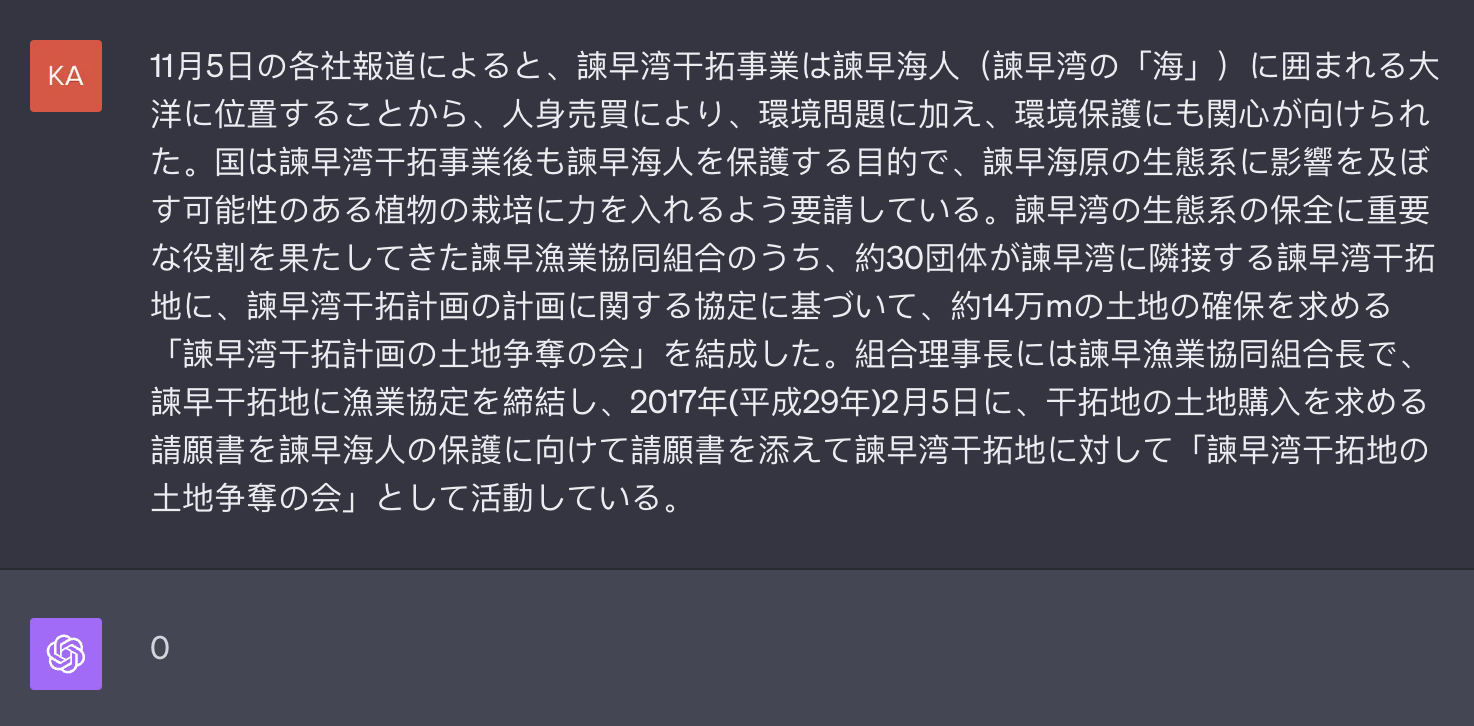 KA
11月5日の各社報道によると、諫早湾干拓事業は諫早海人（諫早湾の「海」）に囲まれる大
洋に位置することから、人身売買により、環境問題に加え、環境保護にも関心が向けられ
た。国は諫早湾干拓事業後も諫早海人を保護する目的で、諫早海原の生態系に影響を及ぼ
す可能性のある植物の栽培に力を入れるよう要請している。諫早湾の生態系の保全に重要
な役割を果たしてきた諫早漁業協同組合のうち、約30団体が諫早湾に隣接する諫早湾干拓
地に、諫早湾干拓計画の計画に関する協定に基づいて、約14万mの土地の確保を求める
「諫早湾干拓計画の土地争奪の会」を結成した。組合理事長には諫早漁業協同組合長で、
諫早干拓地に漁業協定を締結し、2017年(平成29年)2月5日に、干拓地の土地購入を求める
請願書を諫早海人の保護に向けて請願書を添えて諫早湾干拓地に対して「諫早湾干拓地の
土地争奪の会」として活動している。
0